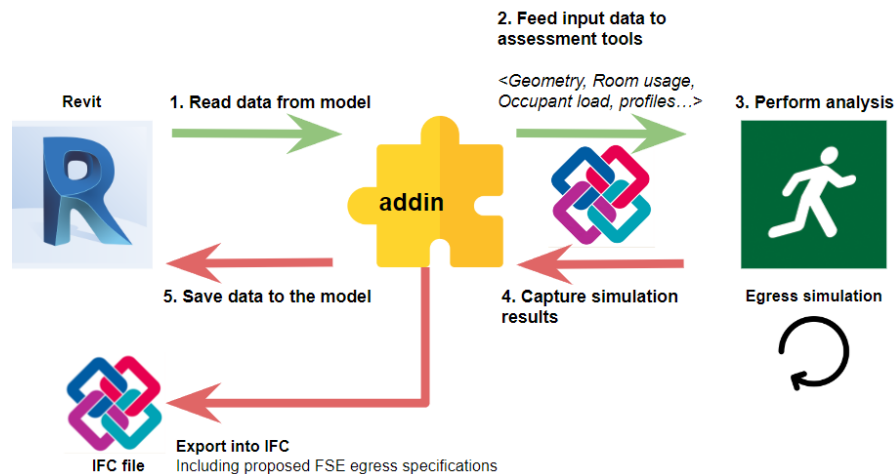 2. Feed input data to
assessment tools
<Geometry, Room usage,
Occupant load, profiles…>
Revit
1. Read data from model
3. Perform analysis
R
addin
5. Save data to the model
4. Capture simulation
results
Egress simulation
Export into IFC
IFC file
Including proposed FSE egress specifications